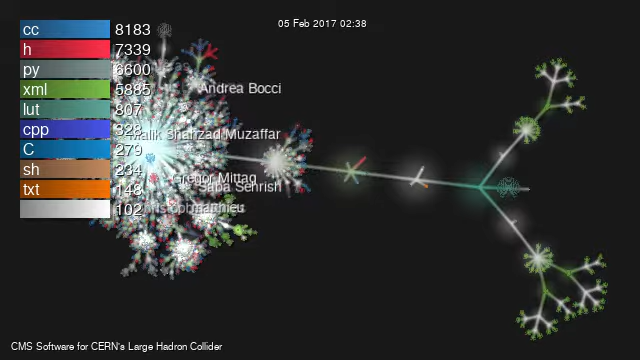 05 Feb 2017 02:38
cc 8183
h 7339
py 6600
xml 5885
lut 807
cpp 328
C 279
sh 234
txt 148
102
Andrea Bocci
Malik Shahzad Muzaffar
Gregor Mittag
Saba Sehrish
CMS Software for CERN's Large Hadron Collider